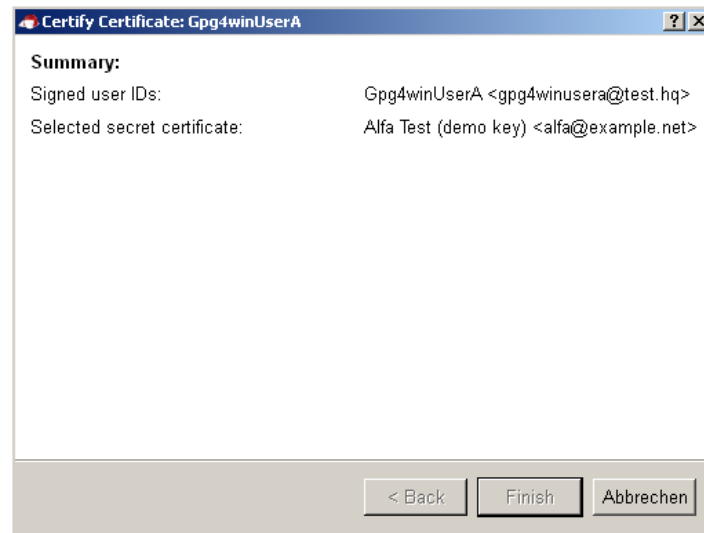 Certify Certificate: Gpg4winUserA
Summary:
Signed user IDs: Gpg4winUserA <gpg4winusera@test.hq>
Selected secret certificate: Alfa Test (demo key) <alfa@example.net>
< Back Finish Abbrechen